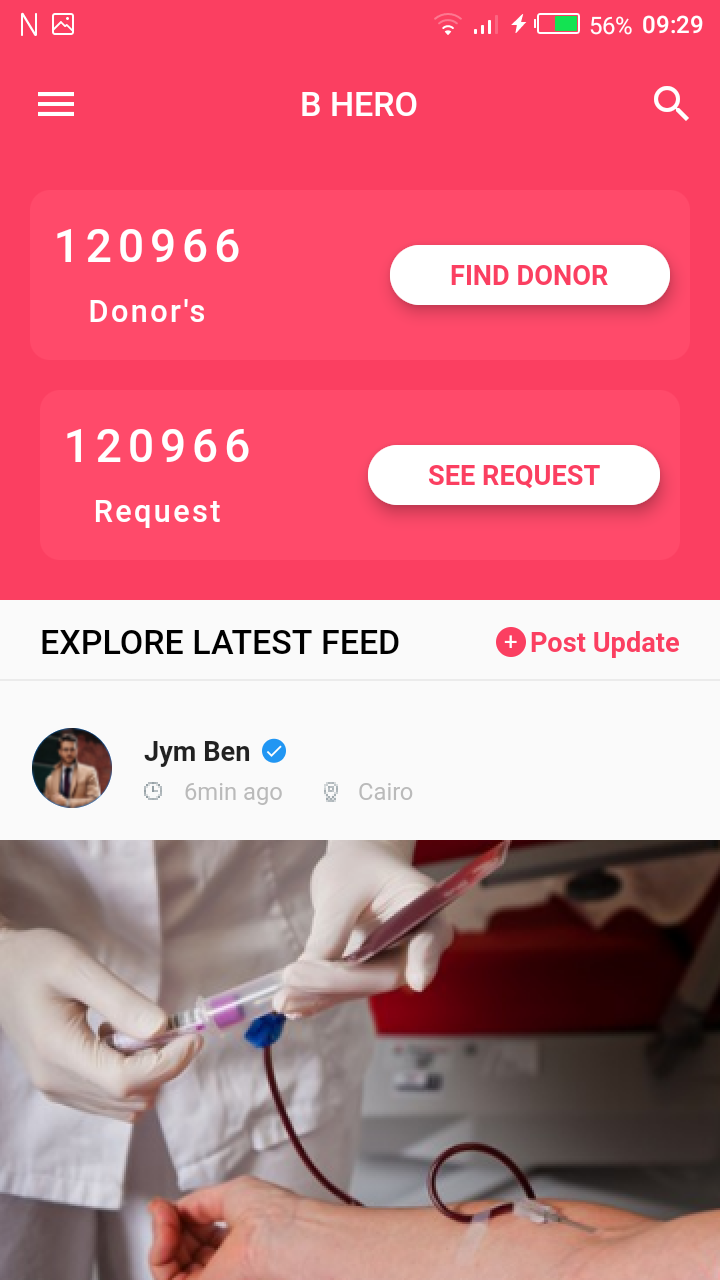 56% 09:29
B HERO
120966
Donor's
FIND DONOR
120966
Request
SEE REQUEST
EXPLORE LATEST FEED
Post Update
Jym Ben
6min ago
Cairo